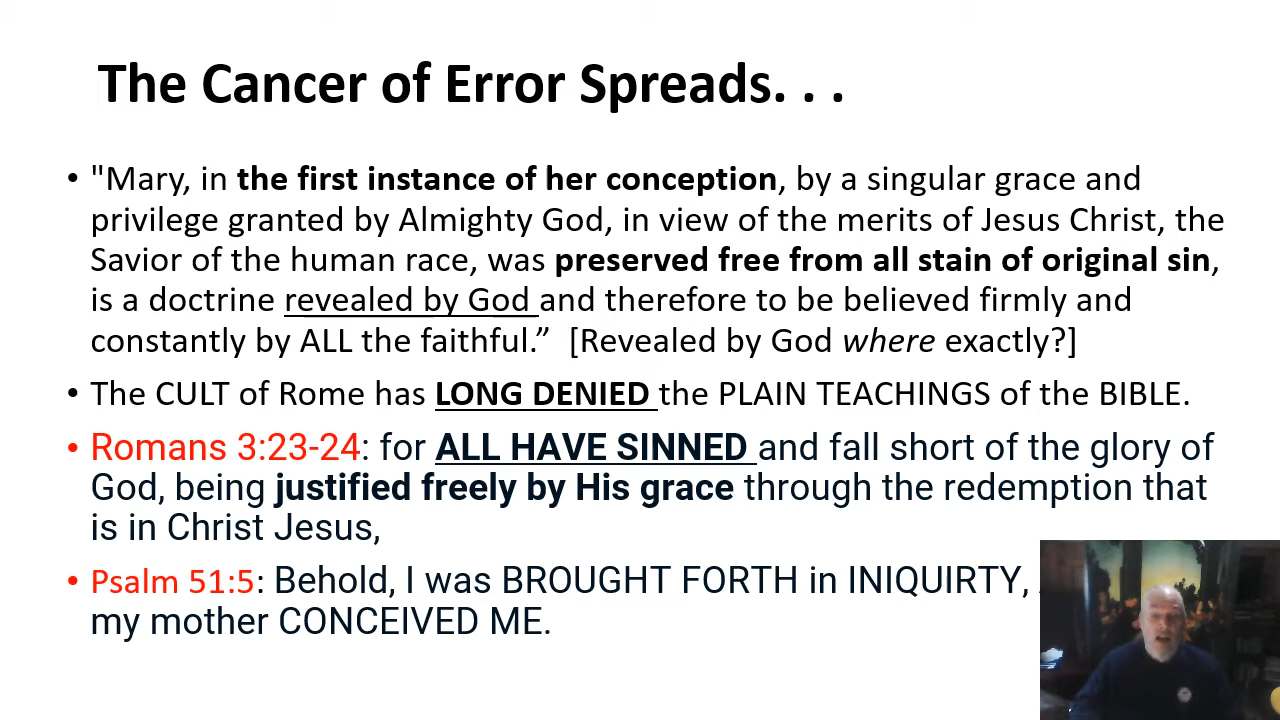 The Cancer of Error Spreads. . .
• "Mary, in the first instance of her conception, by a singular grace and
privilege granted by Almighty God, in view of the merits of Jesus Christ, the
Savior of the human race, was preserved free from all stain of original sin,
is a doctrine revealed by God and therefore to be believed firmly and
constantly by ALL the faithful.” [Revealed by God where exactly?]
• The CULT of Rome has LONG DENIED the PLAIN TEACHINGS of the BIBLE.
• Romans 3:23-24: for ALL HAVE SINNED and fall short of the glory of
God, being justified freely by His grace through the redemption that
is in Christ Jesus,
• Psalm 51:5: Behold, I was BROUGHT FORTH in INIQUIRTY,
my mother CONCEIVED ME.